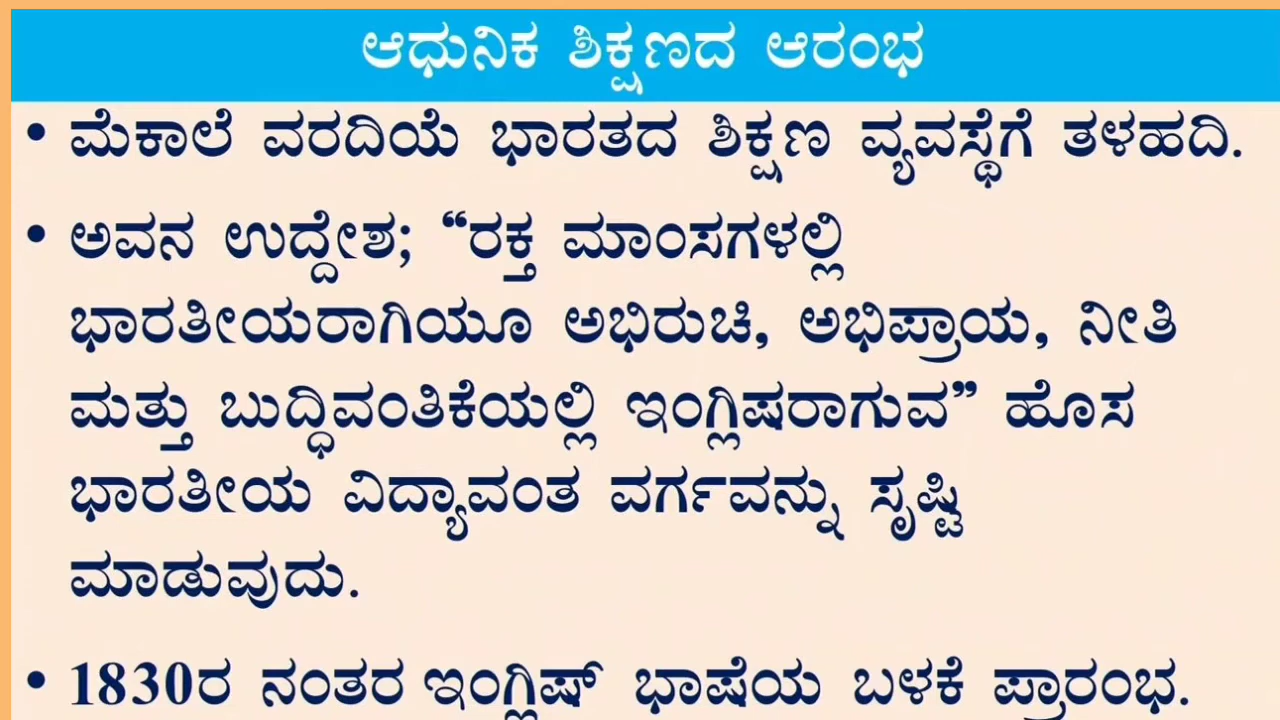 ಆಧುನಿಕ ಶಿಕ್ಷಣದ ಆರಂಭ
• ಮೆಕಾಲೆ ವರದಿಯೆ ಭಾರತದ ಶಿಕ್ಷಣ ವ್ಯವಸ್ಥೆಗೆ ತಳಹದಿ.
• ಅವನ ಉದ್ದೇಶ; “ರಕ್ತ ಮಾಂಸಗಳಲ್ಲಿ
ಭಾರತೀಯರಾಗಿಯೂ ಅಭಿರುಚಿ, ಅಭಿಪ್ರಾಯ, ನೀತಿ
ಮತ್ತು ಬುದ್ಧಿವಂತಿಕೆಯಲ್ಲಿ ಇಂಗ್ಲಿಷರಾಗುವ” ಹೊಸ
ಭಾರತೀಯ ವಿದ್ಯಾವಂತ ವರ್ಗವನ್ನು ಸೃಷ್ಟಿ
ಮಾಡುವುದು.
• 1830ರ ನಂತರ ಇಂಗ್ಲಿಷ್ ಭಾಷೆಯ ಬಳಕೆ ಪ್ರಾರಂಭ.